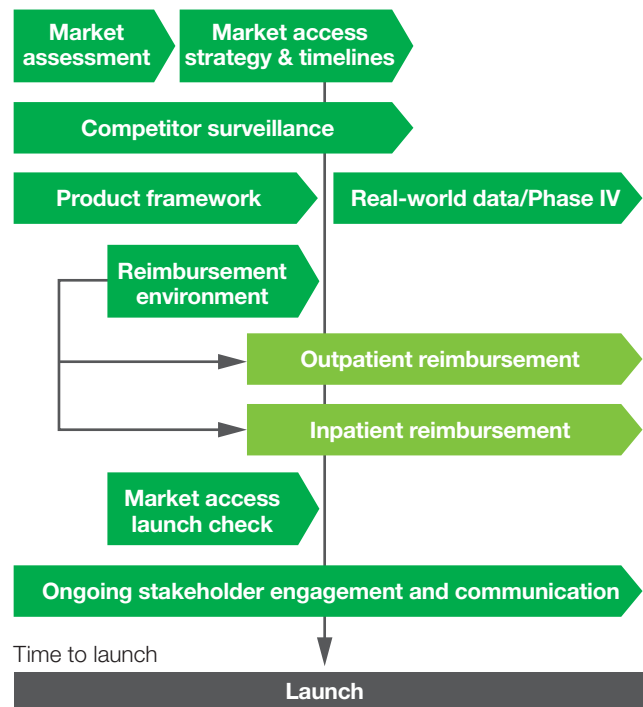 Market
assessment
Market access
strategy & timelines
Competitor surveillance
Product framework
Real-world data/Phase IV
Reimbursement
environment
Outpatient reimbursement
Inpatient reimbursement
Market access
launch check
Ongoing stakeholder engagement and communication
Time to launch
Launch